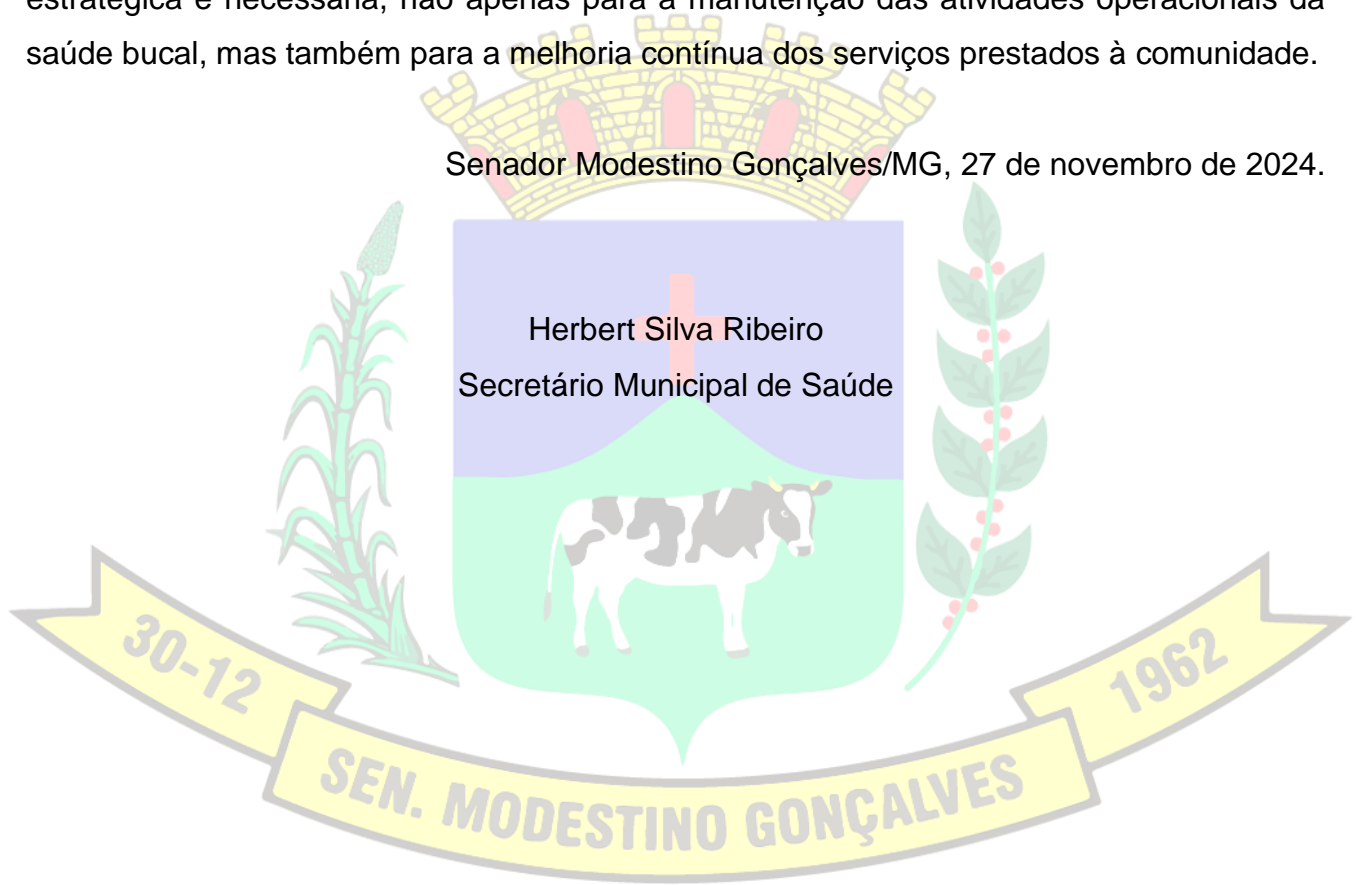 estratégica e necessária, não apenas para a manutenção das atividades operacionais da
saúde bucal, mas também para a melhoria contínua dos serviços prestados à comunidade.
Senador Modestino Gonçalves/MG, 27 de novembro de 2024.
Herbert Silva Ribeiro
Secretário Municipal de Saúde
30-12
SEN. MODESTINO GONÇALVES
1962